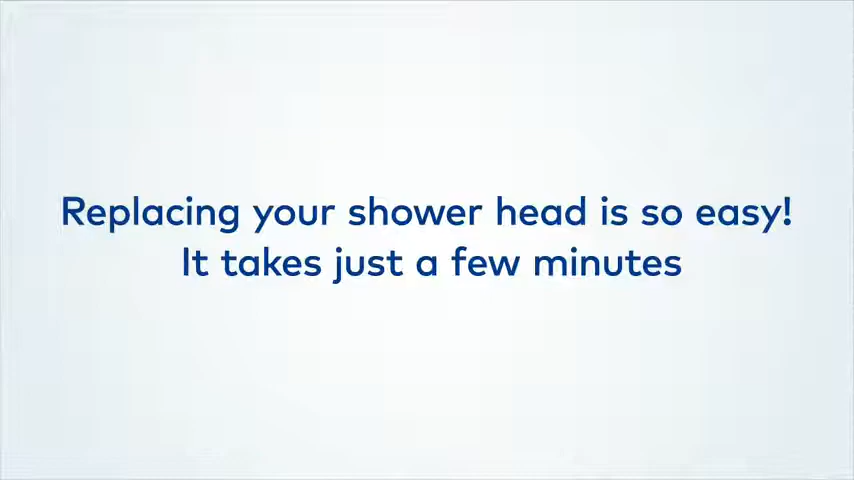 Replacing your shower head is so easy!
It takes just a few minutes